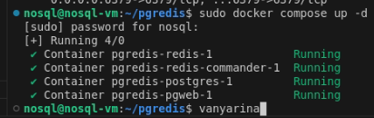 nosql@nosql-vm:~/pgredis$ sudo docker compose up -d
[sudo] password for nosql:
[+] Running 4/0
✔ Container pgredis-redis-1 Running
✔ Container pgredis-redis-commander-1 Running
✔ Container pgredis-postgres-1 Running
✔ Container pgredis-pgweb-1 Running
nosql@nosql-vm:~/pgredis$ vanyarina